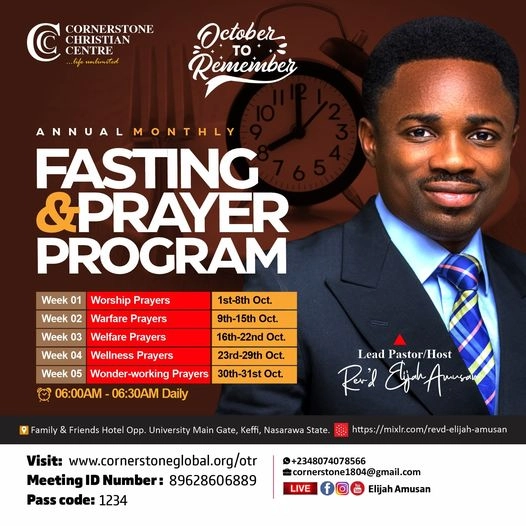 CORNERSTONE
CHRISTIAN
CENTRE
...life unlimited
October
TO
Remember
ANNUAL MONTHLY
FASTING
&PRAYER
PROGRAM
Week 01 Worship Prayers 1st-8th Oct.
Week 02 Warfare Prayers 9th-15th Oct.
Week 03 Welfare Prayers 16th-22nd Oct.
Week 04 Wellness Prayers 23rd-29th Oct.
Week 05 Wonder-working Prayers 30th-31st Oct.
06:00AM - 06:30AM Daily
Lead Pastor/Host
Rev'd Elijah Amusan
Family & Friends Hotel Opp. University Main Gate, Keffi, Nasarawa State. https://mixlr.com/revd-elijah-amusan
Visit: www.cornerstoneglobal.org/otr
Meeting ID Number : 89628606889
Pass code: 1234
+2348074078566
cornerstone1804@gmail.com
LIVE Elijah Amusan